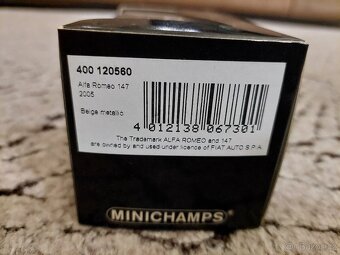 400 120560
Alfa Romeo 147
2005
Beige metallic
4 012138 067301
The Trademark ALFA ROMEO and 147
are owned by and used under licence of FIAT AUTO S.P.A.
MINICHAMPS